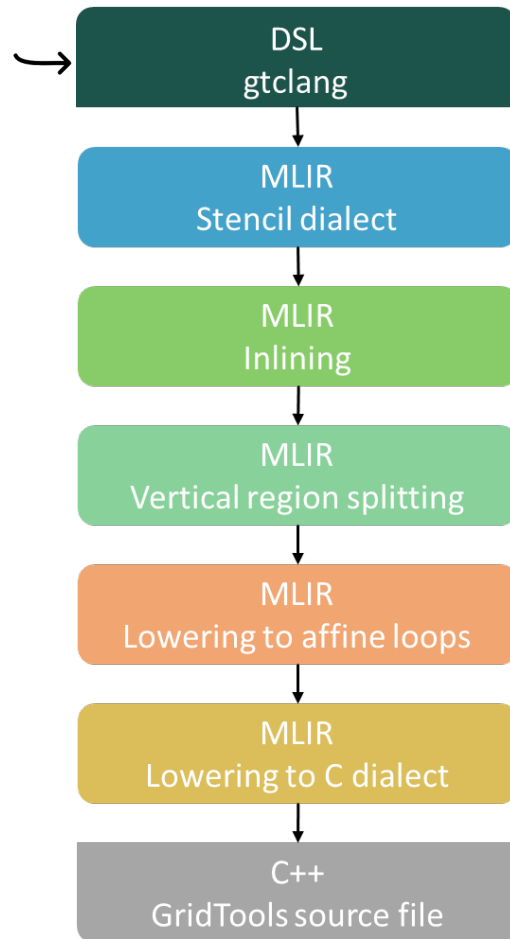 DSL
gtclang
MLIR
Stencil dialect
MLIR
Inlining
MLIR
Vertical region splitting
MLIR
Lowering to affine loops
MLIR
Lowering to C dialect
C++
GridTools source file